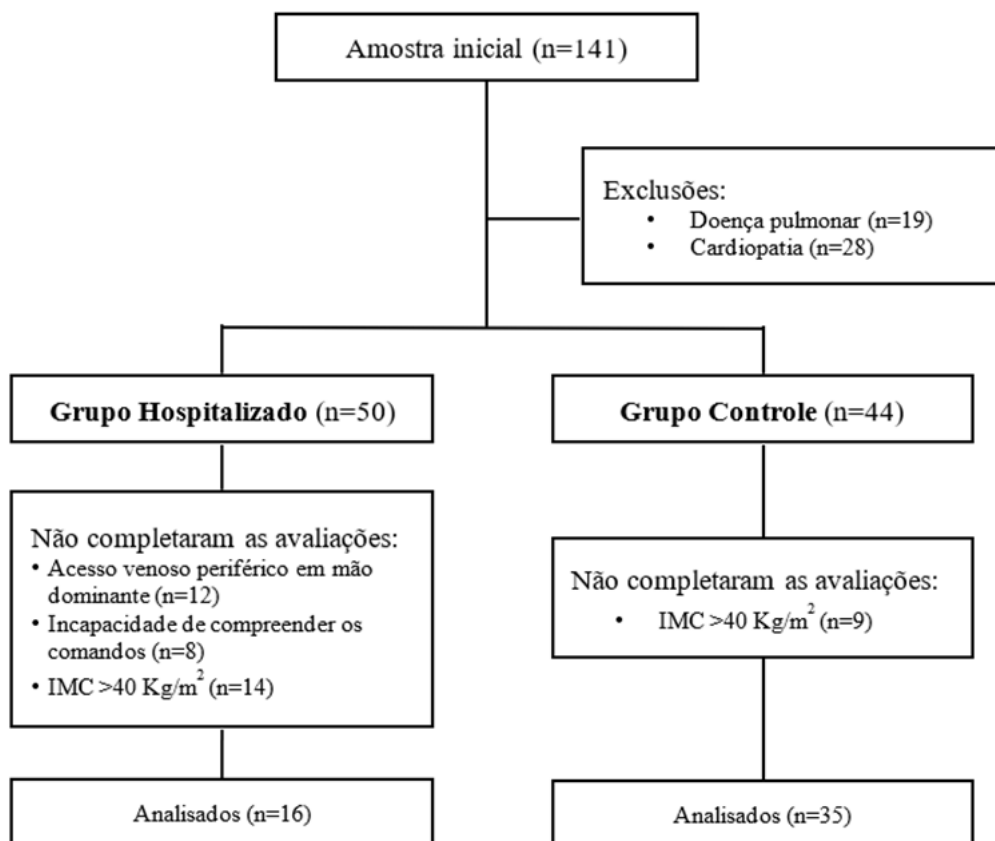 Amostra inicial (n=141)
Exclusões:
• Doença pulmonar (n=19)
• Cardiopatia (n=28)
Grupo Hospitalizado (n=50)
Grupo Controle (n=44)
Não completaram as avaliações:
• Acesso venoso periférico em mão
dominante (n=12)
• Incapacidade de compreender os
comandos (n=8)
• IMC >40 Kg/m² (n=14)
Não completaram as avaliações:
• IMC >40 Kg/m² (n=9)
Analisados (n=16)
Analisados (n=35)